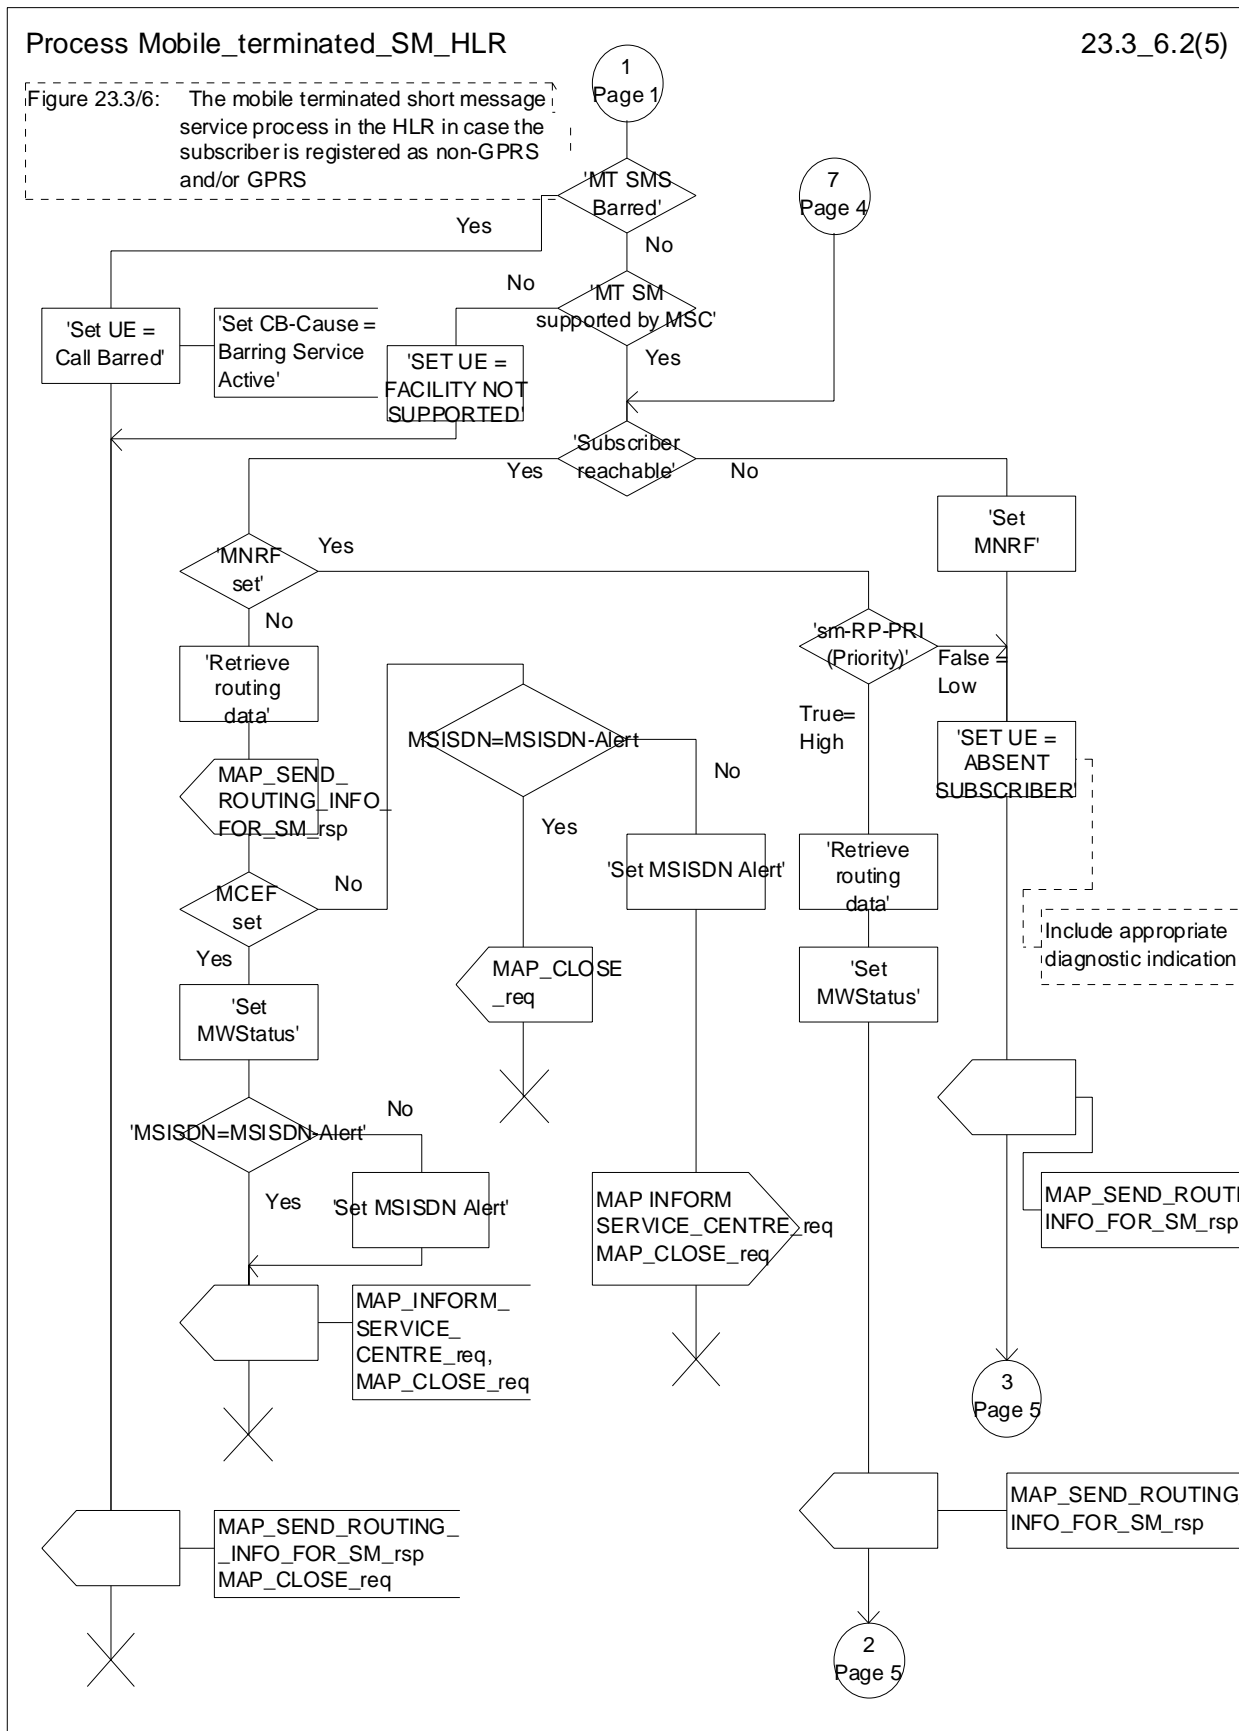 Process Mobile_terminated_SM_HLR
23.3_6.2(5)
Figure 23.3/6: The mobile terminated short message
service process in the HLR in case the
subscriber is registered as non-GPRS
and/or GPRS
1
Page 1
'MT SMS
Barred'
7
Page 4
Yes
No
No
'MT SM
supported by MSC'
'Set UE =
Call Barred'
'Set CB-Cause =
Barring Service
Active'
'SET UE =
FACILITY NOT
SUPPORTED'
Yes
'Subscriber
reachable'
Yes
No
'Set
MNRF'
'MNRF
set'
Yes
No
'sm-RP-PRI
(Priority)'
False =
Low
True=
High
'Retrieve
routing
data'
MSISDN=MSISDN-Alert
No
Yes
'SET UE =
ABSENT
SUBSCRIBER'
MAP_SEND_
ROUTING_INFO_
FOR_SM_rsp
'Set MSISDN Alert'
'Retrieve
routing
data'
MCEF
set
No
Yes
Include appropriate
diagnostic indication
MAP_CLOSE
_req
'Set
MWStatus'
'Set
MWStatus'
'MSISDN=MSISDN-Alert'
No
Yes
'Set MSISDN Alert'
MAP INFORM
SERVICE_CENTRE_req
MAP_CLOSE_req
MAP_SEND_ROUTI
INFO_FOR_SM_rsp
MAP_INFORM_
SERVICE_
CENTRE_req,
MAP_CLOSE_req
3
Page 5
MAP_SEND_ROUTING_
_INFO_FOR_SM_rsp
MAP_CLOSE_req
MAP_SEND_ROUTING
INFO_FOR_SM_rsp
2
Page 5